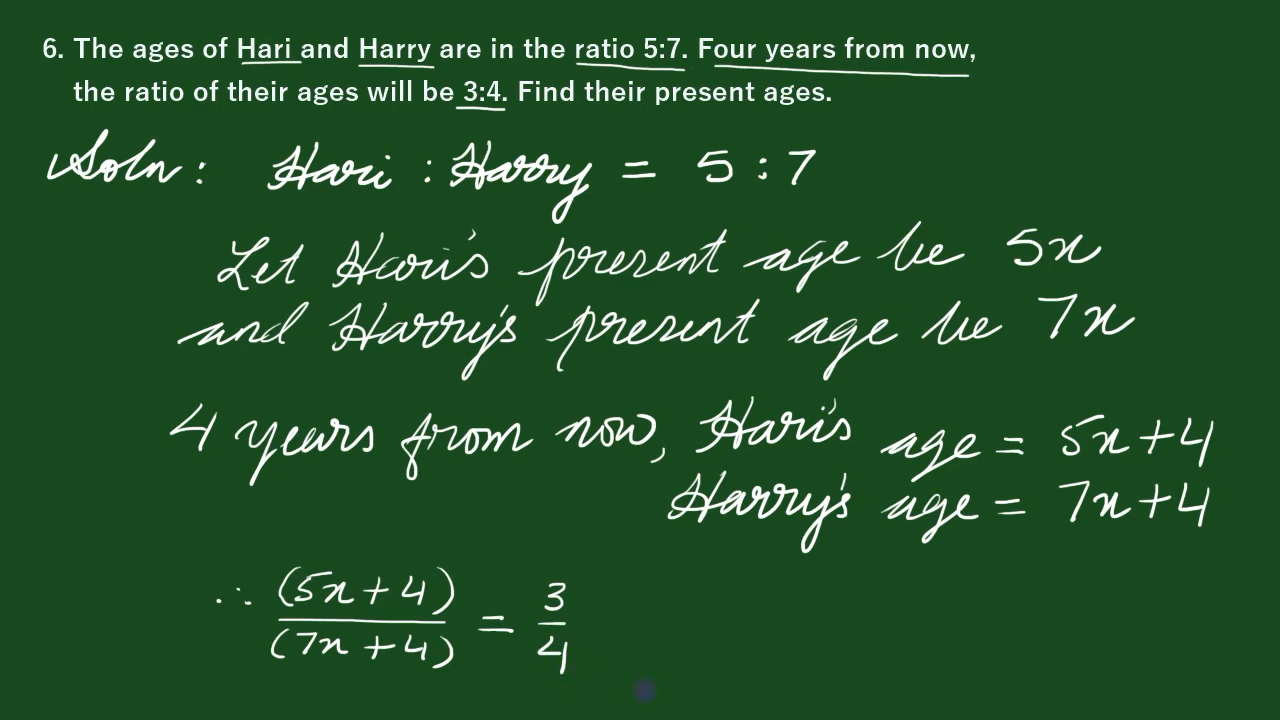 6. The ages of Hari and Harry are in the ratio 5:7. Four years from now,
the ratio of their ages will be 3:4. Find their present ages.
Soln: Hari : Harry = 5 : 7
Let Hari's present age be 5x
and Harry's present age be 7x
4 years from now, Hari's age = 5x+4
Harry's age = 7x+4
∴ (5x+4)/(7x+4) = 3/4